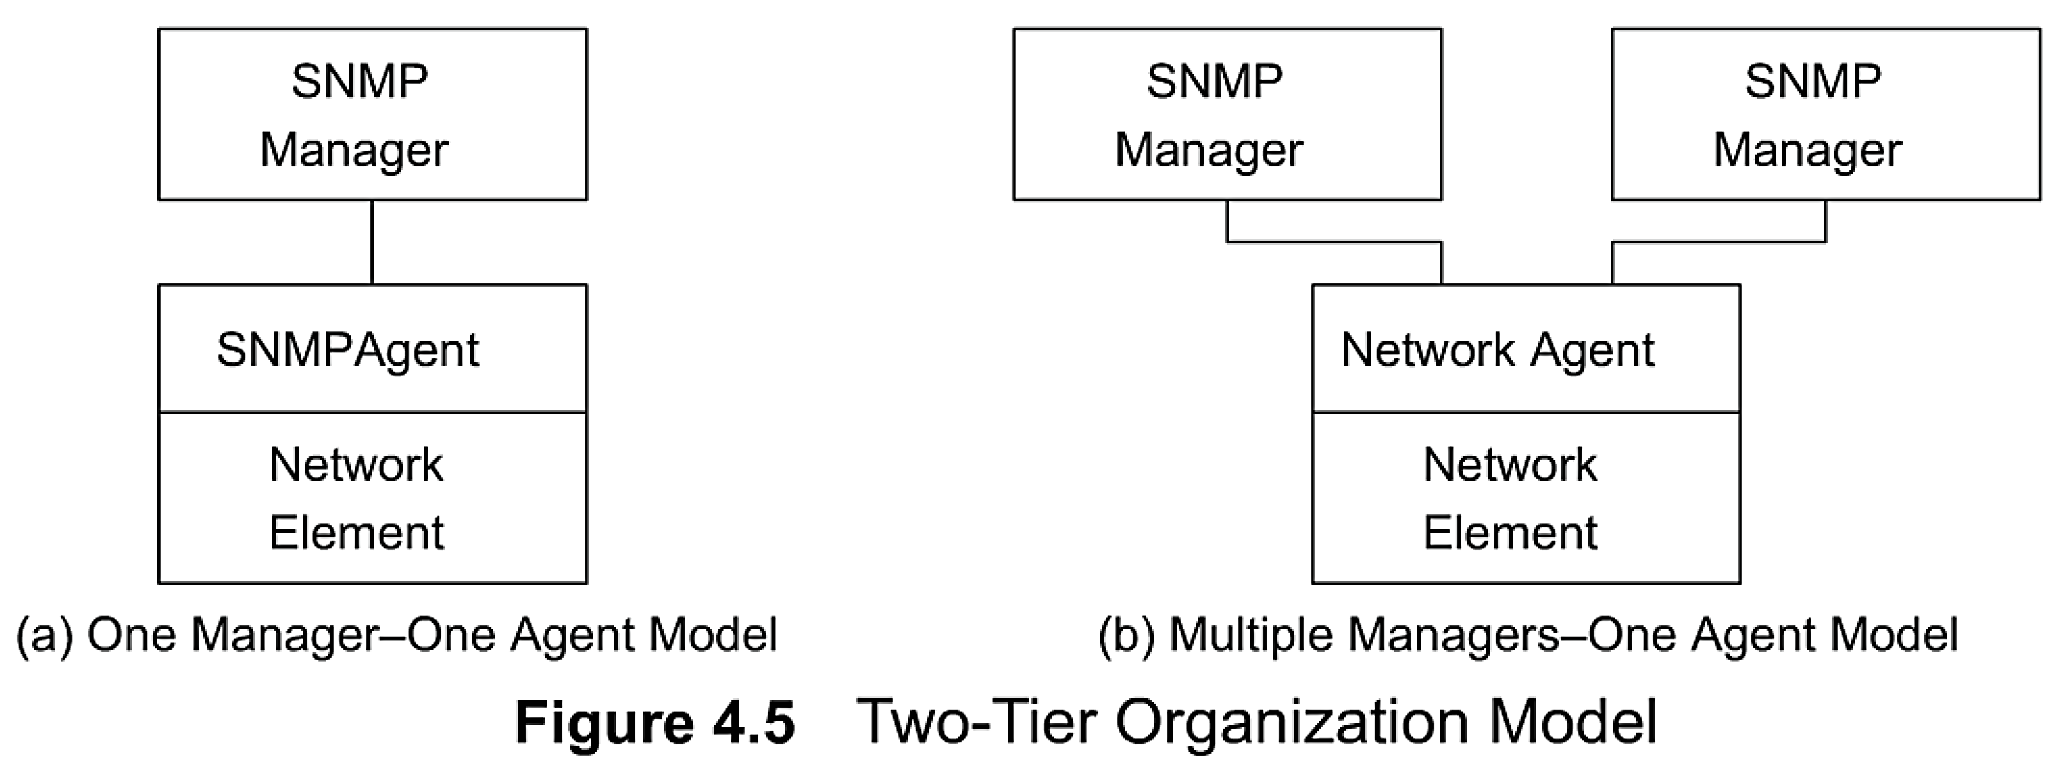 SNMP
Manager
SNMPAgent
Network
Element
(a) One Manager–One Agent Model
SNMP
Manager
SNMP
Manager
Network Agent
Network
Element
(b) Multiple Managers–One Agent Model
Figure 4.5 Two-Tier Organization Model